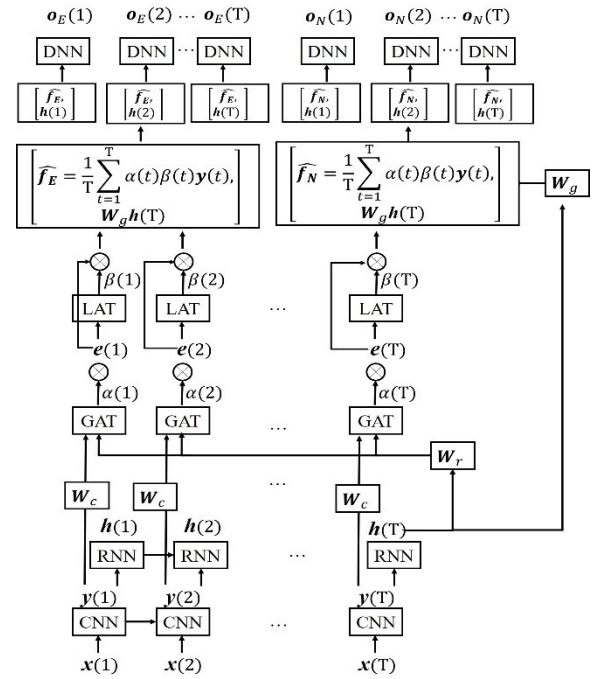 𝒐_E(1) 𝒐_E(2) ⋯ 𝒐_E(T) 𝒐_N(1) 𝒐_N(2) ⋯ 𝒐_N(T)
DNN DNN ⋯ DNN DNN DNN ⋯ DNN
[f̂_E, h(1)] [f̂_E, h(2)] [f̂_E, h(T)] [f̂_N, h(1)] [f̂_N, h(2)] [f̂_N, h(T)]
[f̂_E = 1/T ∑_{t=1}^{T} α(t)β(t)y(t), W_g h(T)] [f̂_N = 1/T ∑_{t=1}^{T} α(t)β(t)y(t), W_g h(T)] W_g
⊗ ⊗ ⊗
β(1) β(2) β(T)
LAT LAT ... LAT
e(1) e(2) ... e(T)
⊗ ⊗ ⊗
α(1) α(2) α(T)
GAT GAT ... GAT
W_r
W_c W_c ... W_c
h(1) h(2) h(T)
RNN RNN ... RNN
y(1) y(2) y(T)
CNN CNN ... CNN
x(1) x(2) x(T)